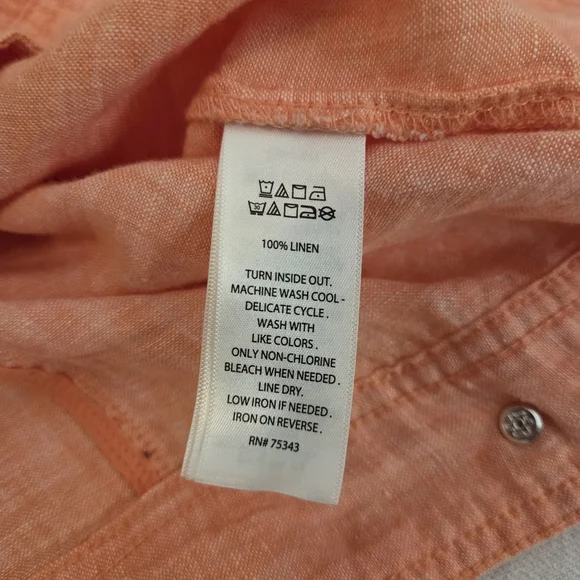 100% LINEN
TURN INSIDE OUT.
MACHINE WASH COOL -
DELICATE CYCLE .
WASH WITH
LIKE COLORS .
ONLY NON-CHLORINE
BLEACH WHEN NEEDED .
LINE DRY.
LOW IRON IF NEEDED .
IRON ON REVERSE .
RN# 75343